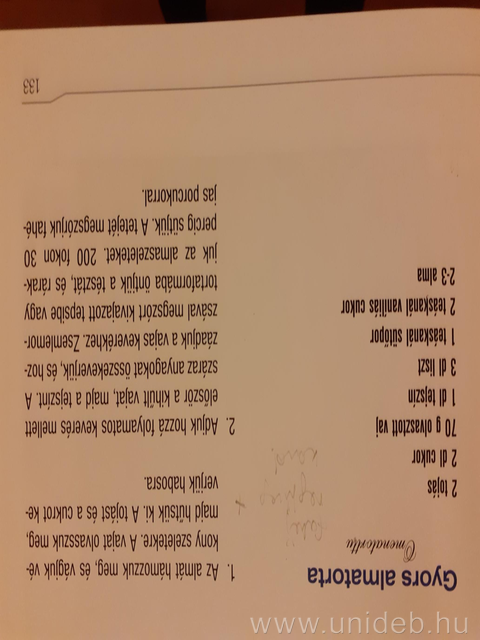 Gyors almatorta
2 tojás
2 dl cukor
70 g olvasztott vaj
1 dl tejszín
3 dl liszt
1 teáskanál sütőpor
2 teáskanál vaníliás cukor
2-3 alma
1. Az almát hámozzuk meg, és vágjuk vé-
kony szeletekre. A vajat olvasszuk meg,
majd hűtsük ki. A tojást és a cukrot ke-
verjük habosra.
2. Adjuk hozzá folyamatos keverés mellett
először a kihűlt vajat, majd a tejszínt. A
száraz anyagokat összekeverjük, és hoz-
záadjuk a vajas keverékhez. Zsemlemor-
zsával megszórt kivajazott tepsibe vagy
tortaformába öntjük a tésztát, és rárak-
juk az almaszeleteket. 200 fokon 30
percig sütjük. A tetejét megszórjuk fahé-
jas porcukorral.
133
www.unideb.hu